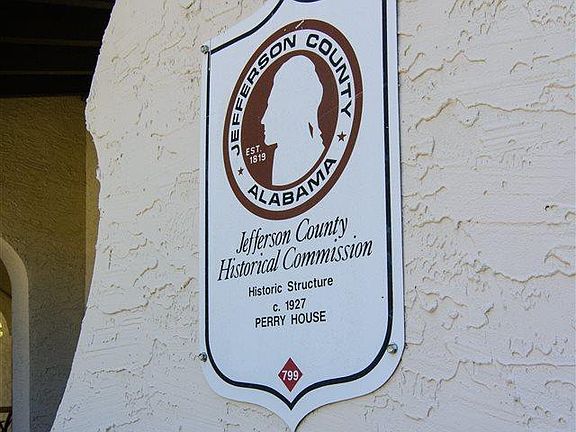 JEFFERSON COUNTY
EST.
1819
ALABAMA
Jefferson County
Historical Commission
Historic Structure
c. 1927
PERRY HOUSE
799